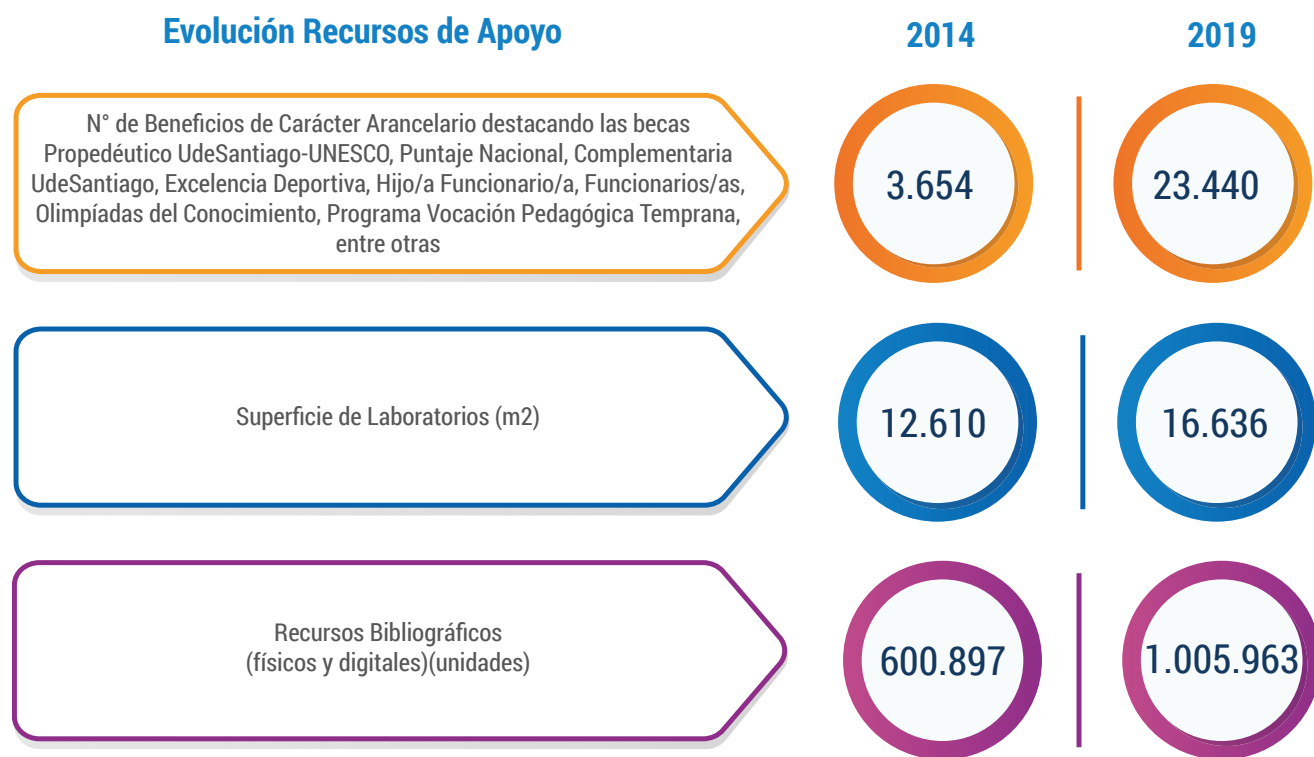 Evolución Recursos de Apoyo
2014
2019
N° de Beneficios de Carácter Arancelario destacando las becas
Propedéutico UdeSantiago-UNESCO, Puntaje Nacional, Complementaria
UdeSantiago, Excelencia Deportiva, Hijo/a Funcionario/a, Funcionarios/as,
Olimpíadas del Conocimiento, Programa Vocación Pedagógica Temprana,
entre otras
3.654
23.440
Superficie de Laboratorios (m2)
12.610
16.636
Recursos Bibliográficos
(físicos y digitales)(unidades)
600.897
1.005.963